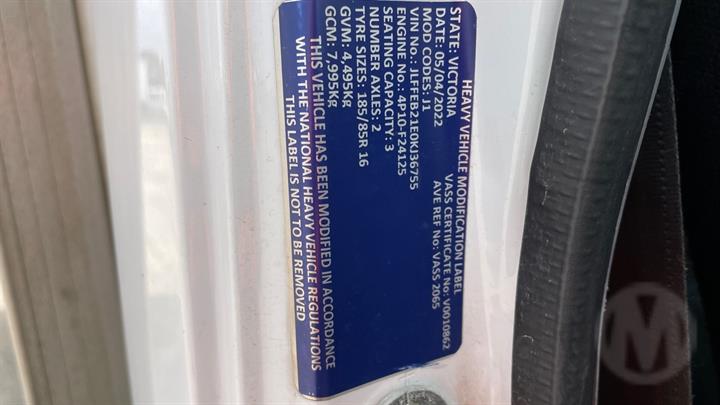 HEAVY VEHICLE MODIFICATION LABEL
STATE: VICTORIA VASS CERTIFICATE No: V0010862
DATE: 05/04/2022 AVE REF No: VASS 2065
MOD CODES: J1
VIN No: JLFFEB21E0KJ36755
ENGINE No: 4P10-F24125
SEATING CAPACITY: 3
NUMBER AXLES: 2
TYRE SIZES: 185/85R 16
GVM: 4,495Kg
GCM: 7,995Kg
THIS VEHICLE HAS BEEN MODIFIED IN ACCORDANCE
WITH THE NATIONAL HEAVY VEHICLE REGULATIONS
THIS LABEL IS NOT TO BE REMOVED
M